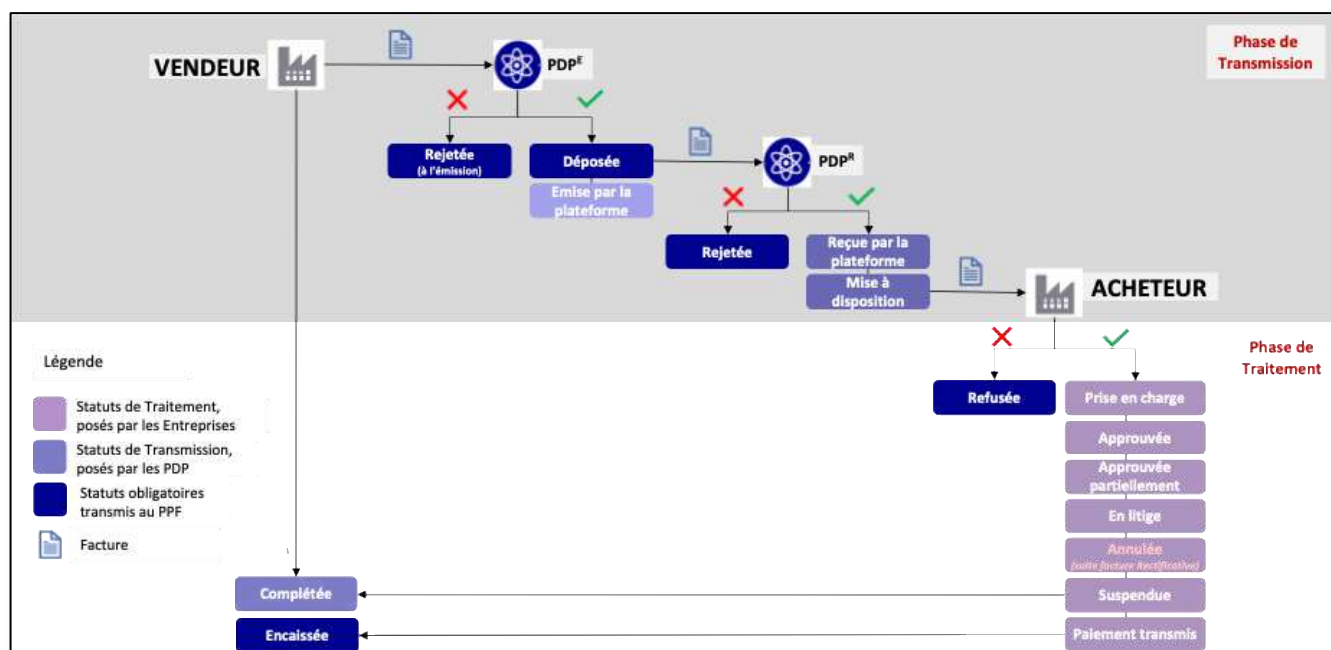 VENDEUR
PDPᴱ
Phase de
Transmission
Rejetée
(à l'émission)
Déposée
Emise par la
plateforme
PDPᴿ
Rejetée
Reçue par la
plateforme
Mise à
disposition
ACHETEUR
Phase de
Traitement
Légende
Statuts de Traitement,
posés par les Entreprises
Statuts de Transmission,
posés par les PDP
Statuts obligatoires
transmis au PPF
Facture
Refusée
Prise en charge
Approuvée
Approuvée
partiellement
En litige
Annulée
(suite facture Rectificative)
Complétée
Suspendue
Encaissée
Paiement transmis